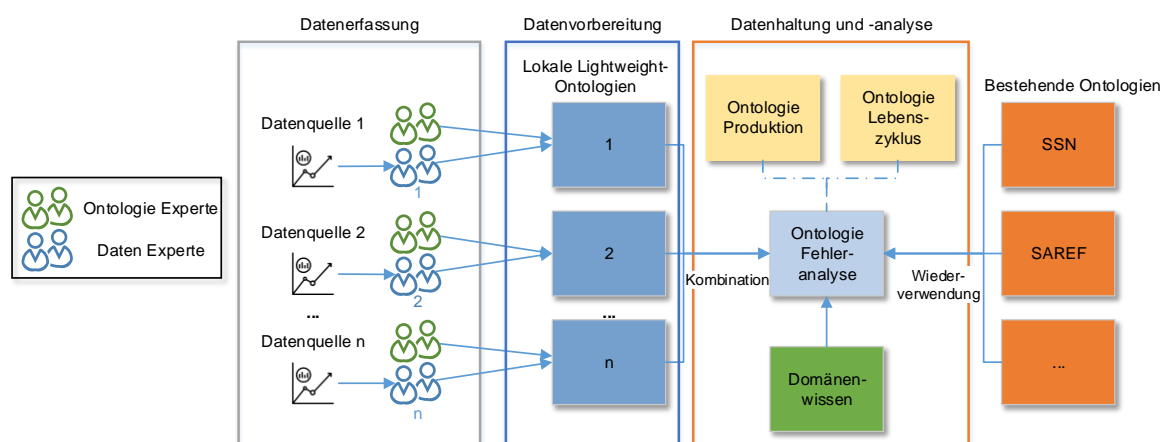 Datenerfassung
Datenvorbereitung
Datenhaltung und -analyse
Lokale Lightweight-
Ontologien
Bestehende Ontologien
Ontologie
Produktion
Ontologie
Lebens-
zyklus
Datenquelle 1
1
1
SSN
Ontologie Experte
Daten Experte
Datenquelle 2
2
2
Ontologie
Fehler-
analyse
SAREF
Kombination
Wieder-
verwendung
...
...
Datenquelle n
n
n
Domänen-
wissen
...